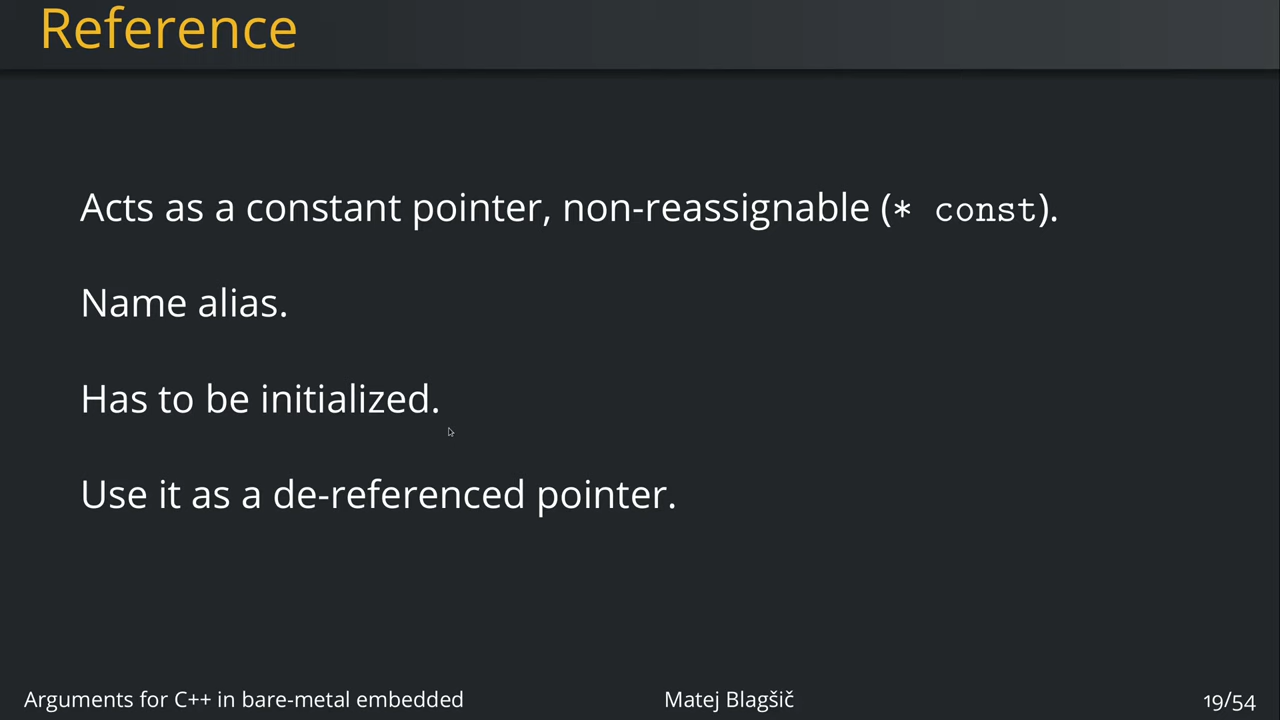 Reference
Acts as a constant pointer, non-reassignable (* const).
Name alias.
Has to be initialized.
Use it as a de-referenced pointer.
Arguments for C++ in bare-metal embedded
Matej Blagšič
19/54